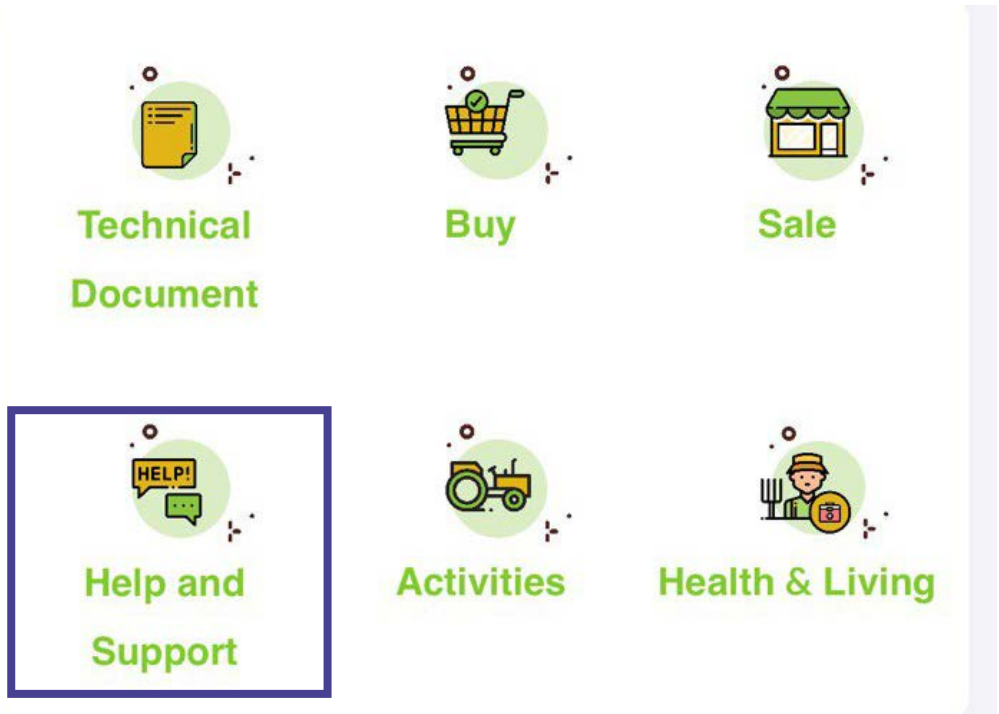 Technical
Document
Buy
Sale
HELP!
Help and
Support
Activities
Health & Living